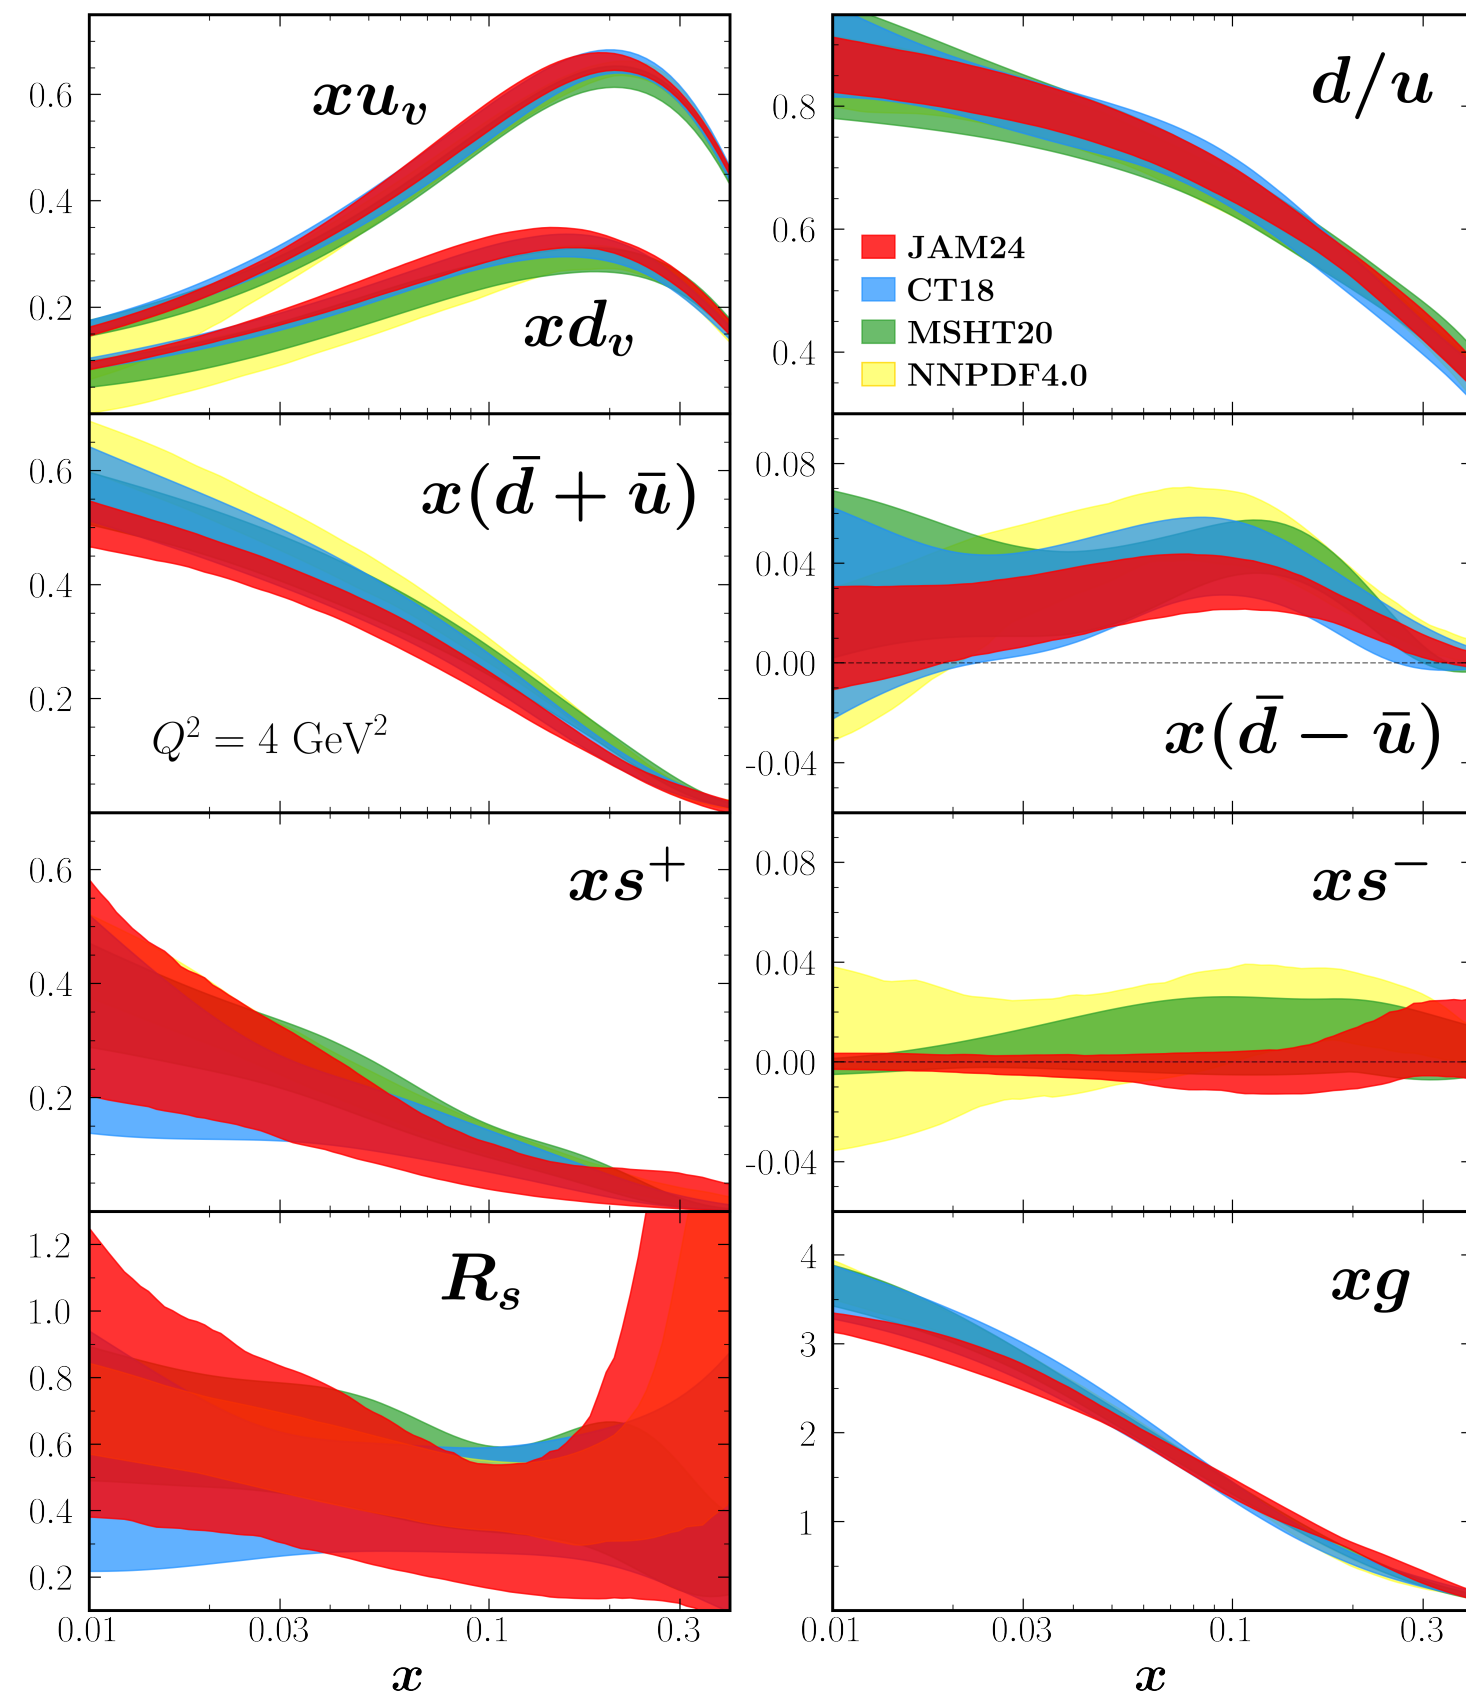 0.6
0.4
0.2
xu_v
xd_v
0.8
0.6
0.4
d/u
JAM24
CT18
MSHT20
NNPDF4.0
0.6
0.4
0.2
x(d̄ + ū)
Q² = 4 GeV²
0.08
0.04
0.00
-0.04
x(d̄ − ū)
0.6
0.4
0.2
xs⁺
0.08
0.04
0.00
-0.04
xs⁻
1.2
1.0
0.8
0.6
0.4
0.2
R_s
0.01 0.03 0.1 0.3
x
4
3
2
1
xg
0.01 0.03 0.1 0.3
x